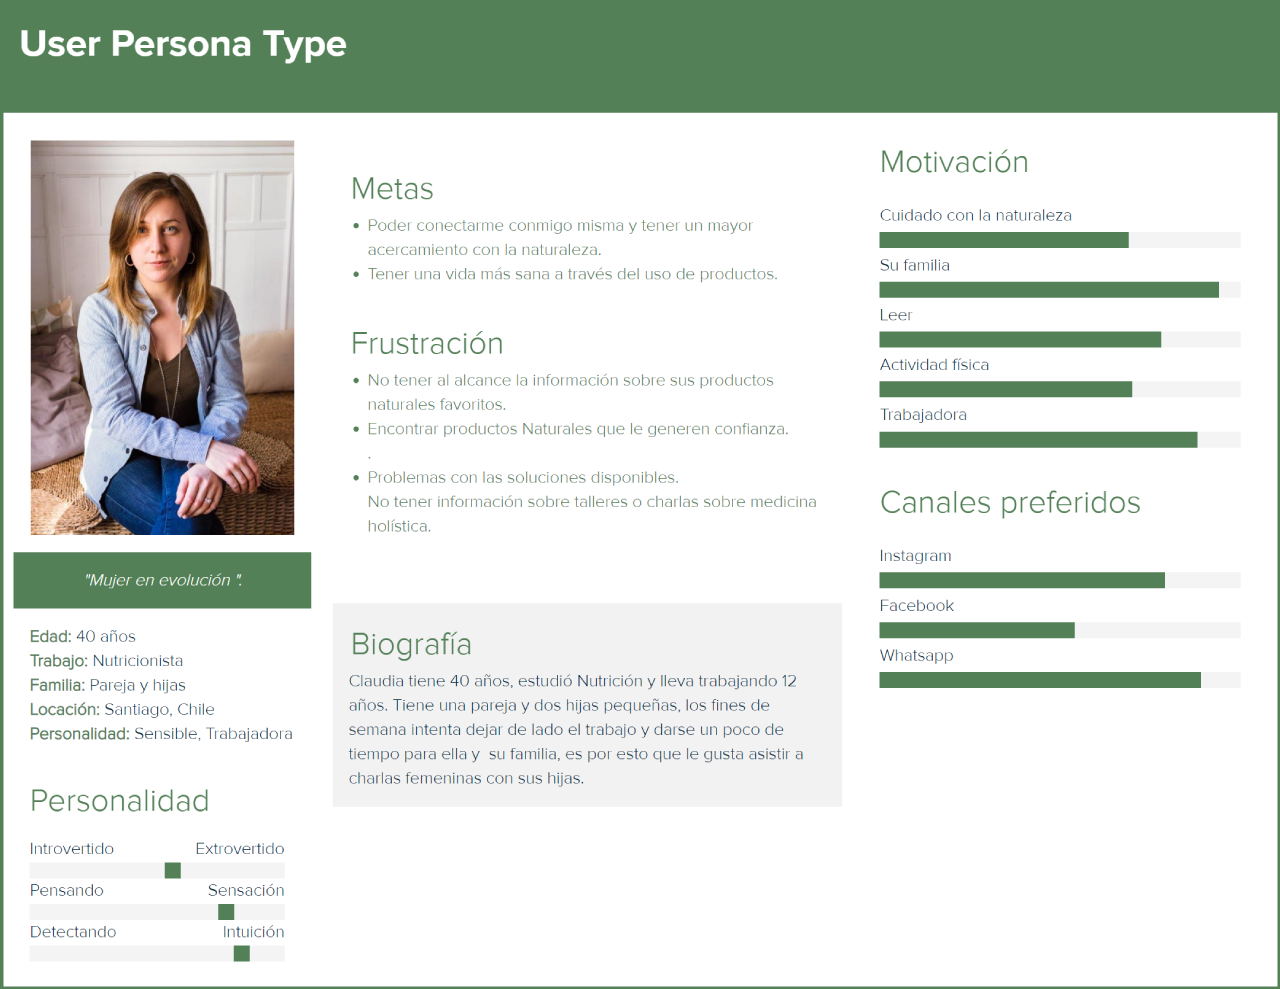 User Persona Type
"Mujer en evolución ".
Edad: 40 años
Trabajo: Nutricionista
Familia: Pareja y hijas
Locación: Santiago, Chile
Personalidad: Sensible, Trabajadora
Personalidad
Introvertido Extrovertido
Pensando Sensación
Detectando Intuición
Metas
• Poder conectarme conmigo misma y tener un mayor
acercamiento con la naturaleza.
• Tener una vida más sana a través del uso de productos.
Frustración
• No tener al alcance la información sobre sus productos
naturales favoritos.
• Encontrar productos Naturales que le generen confianza.
.
• Problemas con las soluciones disponibles.
No tener información sobre talleres o charlas sobre medicina
holística.
Biografía
Claudia tiene 40 años, estudió Nutrición y lleva trabajando 12
años. Tiene una pareja y dos hijas pequeñas, los fines de
semana intenta dejar de lado el trabajo y darse un poco de
tiempo para ella y  su familia, es por esto que le gusta asistir a
charlas femeninas con sus hijas.
Motivación
Cuidado con la naturaleza
Su familia
Leer
Actividad física
Trabajadora
Canales preferidos
Instagram
Facebook
Whatsapp